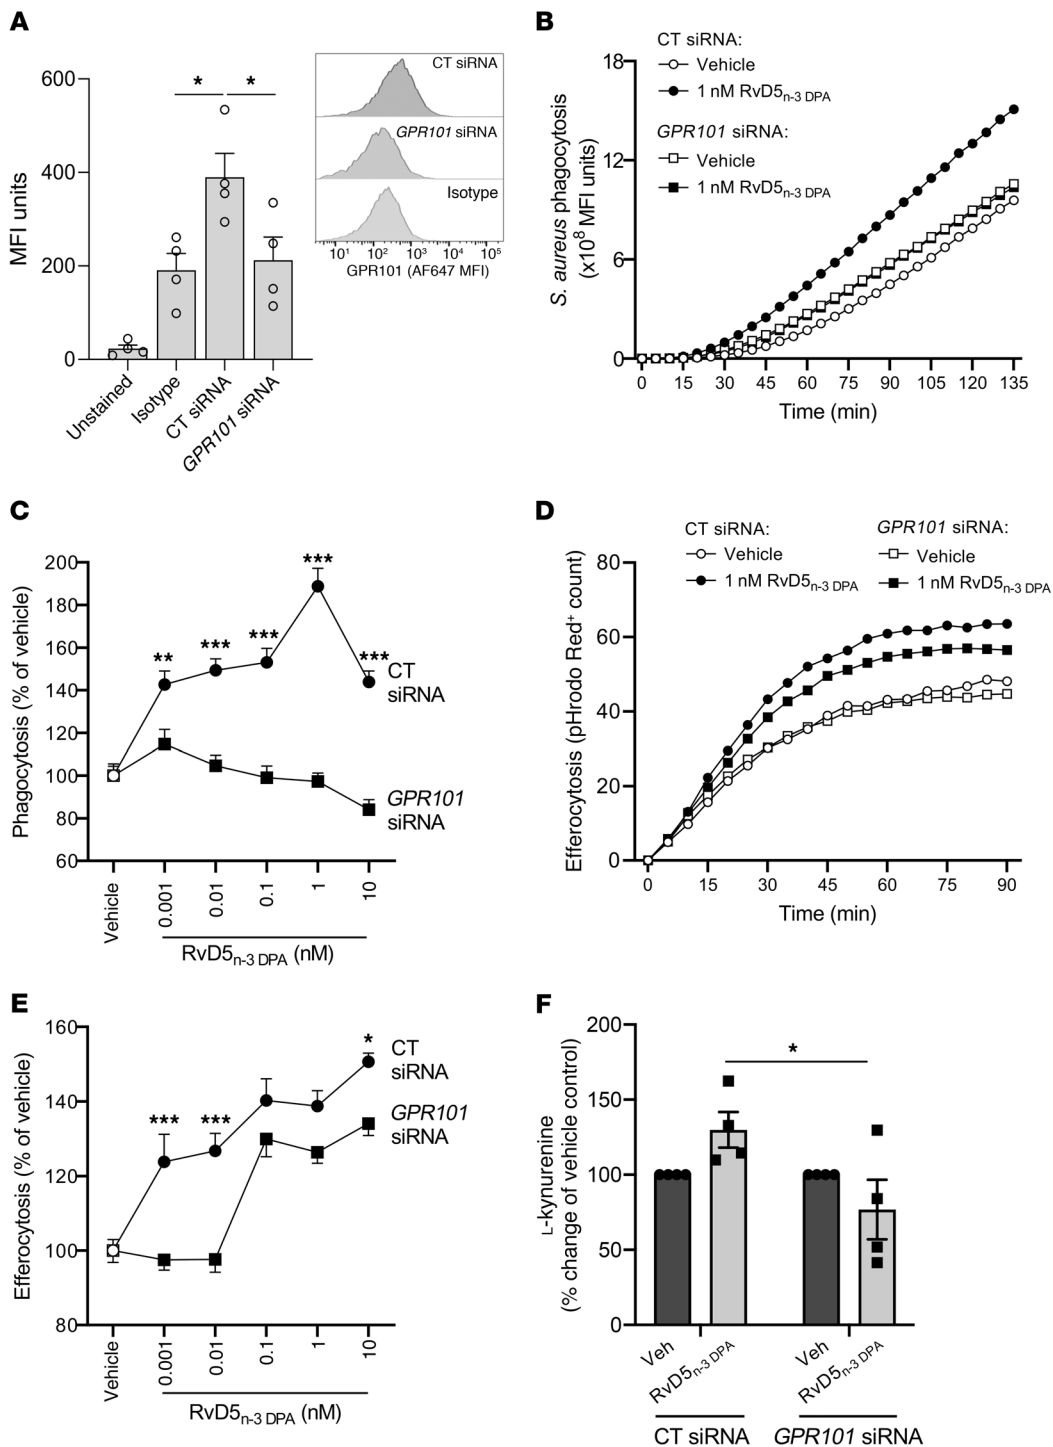 A
600
400
200
0
MFI units
*
*
Unstained
Isotype
CT siRNA
GPR101 siRNA
CT siRNA
GPR101 siRNA
Isotype
10¹ 10² 10³ 10⁴ 10⁵
GPR101 (AF647 MFI)
B
CT siRNA:
Vehicle
1 nM RvD5n-3 DPA
GPR101 siRNA:
Vehicle
1 nM RvD5n-3 DPA
18
12
6
0
S. aureus phagocytosis
(x10⁸ MFI units)
0 15 30 45 60 75 90 105 120 135
Time (min)
C
200
180
160
140
120
100
80
60
Phagocytosis (% of vehicle)
**
***
***
***
***
CT
siRNA
GPR101
siRNA
Vehicle
0.001
0.01
0.1
1
10
RvD5n-3 DPA (nM)
D
CT siRNA:
Vehicle
1 nM RvD5n-3 DPA
GPR101 siRNA:
Vehicle
1 nM RvD5n-3 DPA
80
60
40
20
0
Efferocytosis (pHrodo Red⁺ count)
0 15 30 45 60 75 90
Time (min)
E
160
140
120
100
80
Efferocytosis (% of vehicle)
***
***
*
CT
siRNA
GPR101
siRNA
Vehicle
0.001
0.01
0.1
1
10
RvD5n-3 DPA (nM)
F
200
150
100
50
0
L-kynurenine
(% change of vehicle control)
*
Veh
RvD5n-3 DPA
Veh
RvD5n-3 DPA
CT siRNA
GPR101 siRNA